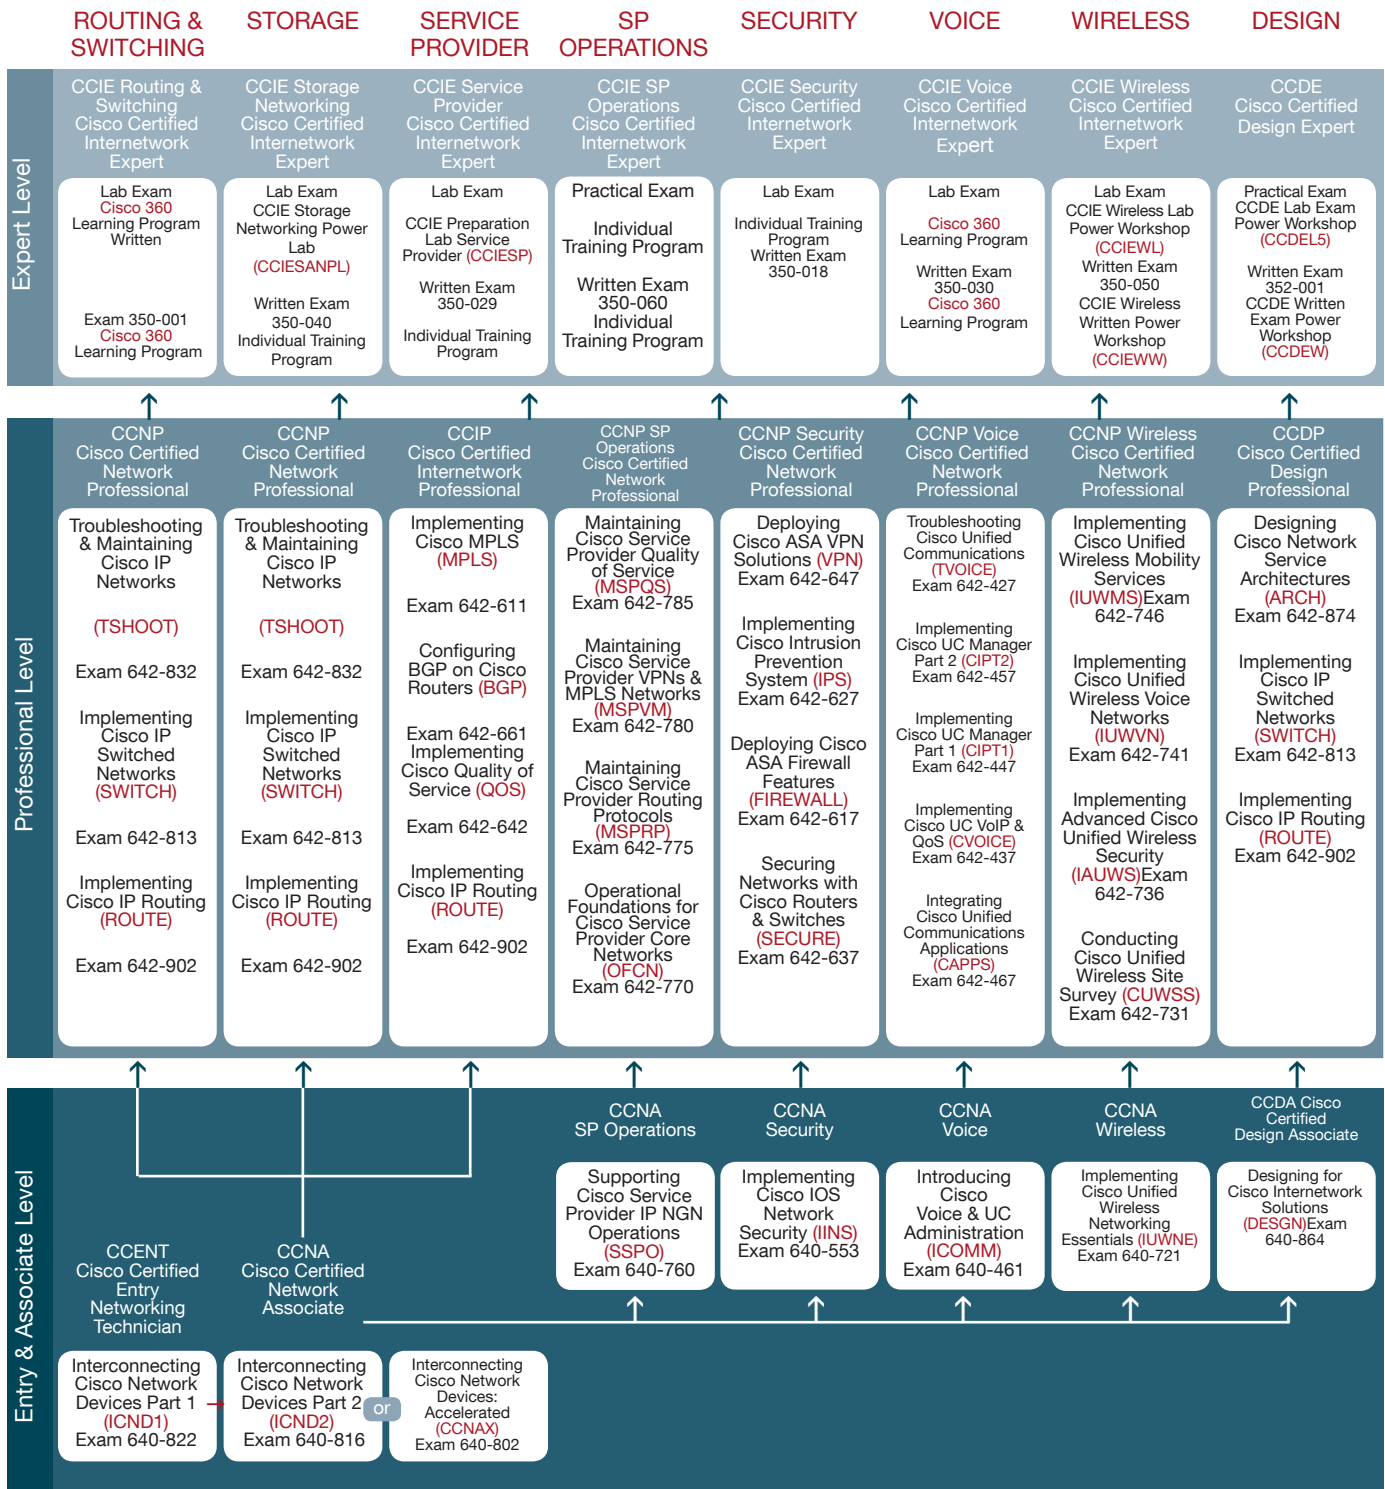 ROUTING &
SWITCHING
STORAGE
SERVICE
PROVIDER
SP
OPERATIONS
SECURITY
VOICE
WIRELESS
DESIGN
Expert Level
CCIE Routing &
Switching
Cisco Certified
Internetwork
Expert
Lab Exam
Cisco 360
Learning Program
Written
Exam 350-001
Cisco 360
Learning Program
CCIE Storage
Networking
Cisco Certified
Internetwork
Expert
Lab Exam
CCIE Storage
Networking Power
Lab
(CCIESANPL)
Written Exam
350-040
Individual Training
Program
CCIE Service
Provider
Cisco Certified
Internetwork
Expert
Lab Exam
CCIE Preparation
Lab Service
Provider (CCIESP)
Written Exam
350-029
Individual Training
Program
CCIE SP
Operations
Cisco Certified
Internetwork
Expert
Practical Exam
Individual
Training Program
Written Exam
350-060
Individual
Training Program
CCIE Security
Cisco Certified
Internetwork
Expert
Lab Exam
Individual Training
Program
Written Exam
350-018
CCIE Voice
Cisco Certified
Internetwork
Expert
Lab Exam
Cisco 360
Learning Program
Written Exam
350-030
Cisco 360
Learning Program
CCIE Wireless
Cisco Certified
Internetwork
Expert
Lab Exam
CCIE Wireless Lab
Power Workshop
(CCIEWL)
Written Exam
350-050
CCIE Wireless
Written Power
Workshop
(CCIEWW)
CCDE
Cisco Certified
Design Expert
Practical Exam
CCDE Lab Exam
Power Workshop
(CCDEL5)
Written Exam
352-001
CCDE Written
Exam Power
Workshop
(CCDEW)
Professional Level
CCNP
Cisco Certified
Network
Professional
Troubleshooting
& Maintaining
Cisco IP
Networks
(TSHOOT)
Exam 642-832
Implementing
Cisco IP
Switched
Networks
(SWITCH)
Exam 642-813
Implementing
Cisco IP Routing
(ROUTE)
Exam 642-902
CCNP
Cisco Certified
Network
Professional
Troubleshooting
& Maintaining
Cisco IP
Networks
(TSHOOT)
Exam 642-832
Implementing
Cisco IP
Switched
Networks
(SWITCH)
Exam 642-813
Implementing
Cisco IP Routing
(ROUTE)
Exam 642-902
CCIP
Cisco Certified
Internetwork
Professional
Implementing
Cisco MPLS
(MPLS)
Exam 642-611
Configuring
BGP on Cisco
Routers (BGP)
Exam 642-661
Implementing
Cisco Quality of
Service (QOS)
Exam 642-642
Implementing
Cisco IP Routing
(ROUTE)
Exam 642-902
CCNP SP
Operations
Cisco Certified
Network
Professional
Maintaining
Cisco Service
Provider Quality
of Service
(MSPQS)
Exam 642-785
Maintaining
Cisco Service
Provider VPNs &
MPLS Networks
(MSPVM)
Exam 642-780
Maintaining
Cisco Service
Provider Routing
Protocols
(MSPRP)
Exam 642-775
Operational
Foundations for
Cisco Service
Provider Core
Networks
(OFCN)
Exam 642-770
CCNP Security
Cisco Certified
Network
Professional
Deploying
Cisco ASA VPN
Solutions (VPN)
Exam 642-647
Implementing
Cisco Intrusion
Prevention
System (IPS)
Exam 642-627
Deploying Cisco
ASA Firewall
Features
(FIREWALL)
Exam 642-617
Securing
Networks with
Cisco Routers
& Switches
(SECURE)
Exam 642-637
CCNP Voice
Cisco Certified
Network
Professional
Troubleshooting
Cisco Unified
Communications
(TVOICE)
Exam 642-427
Implementing
Cisco UC Manager
Part 2 (CIPT2)
Exam 642-457
Implementing
Cisco UC Manager
Part 1 (CIPT1)
Exam 642-447
Implementing
Cisco UC VoIP &
QoS (CVOICE)
Exam 642-437
Integrating
Cisco Unified
Communications
Applications
(CAPPS)
Exam 642-467
CCNP Wireless
Cisco Certified
Network
Professional
Implementing
Cisco Unified
Wireless Mobility
Services
(IUWMS)Exam
642-746
Implementing
Cisco Unified
Wireless Voice
Networks
(IUWVN)
Exam 642-741
Implementing
Advanced Cisco
Unified Wireless
Security
(IAUWS)Exam
642-736
Conducting
Cisco Unified
Wireless Site
Survey (CUWSS)
Exam 642-731
CCDP
Cisco Certified
Design
Professional
Designing
Cisco Network
Service
Architectures
(ARCH)
Exam 642-874
Implementing
Cisco IP
Switched
Networks
(SWITCH)
Exam 642-813
Implementing
Cisco IP Routing
(ROUTE)
Exam 642-902
Entry & Associate Level
CCENT
Cisco Certified
Entry
Networking
Technician
Interconnecting
Cisco Network
Devices Part 1
(ICND1)
Exam 640-822
CCNA
Cisco Certified
Network
Associate
Interconnecting
Cisco Network
Devices Part 2
(ICND2)
Exam 640-816
or
Interconnecting
Cisco Network
Devices:
Accelerated
(CCNAX)
Exam 640-802
CCNA
SP Operations
Supporting
Cisco Service
Provider IP NGN
Operations
(SSPO)
Exam 640-760
CCNA
Security
Implementing
Cisco IOS
Network
Security (IINS)
Exam 640-553
CCNA
Voice
Introducing
Cisco
Voice & UC
Administration
(ICOMM)
Exam 640-461
CCNA
Wireless
Implementing
Cisco Unified
Wireless
Networking
Essentials (IUWNE)
Exam 640-721
CCDA Cisco
Certified
Design Associate
Designing for
Cisco Internetwork
Solutions
(DESGN)Exam
640-864